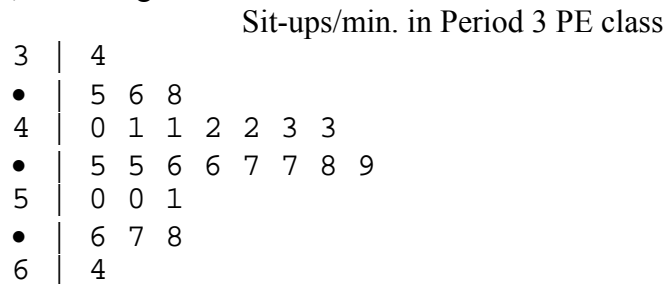 Sit-ups/min. in Period 3 PE class
3 | 4
• | 5 6 8
4 | 0 1 1 2 2 3 3
• | 5 5 6 6 7 7 8 9
5 | 0 0 1
• | 6 7 8
6 | 4